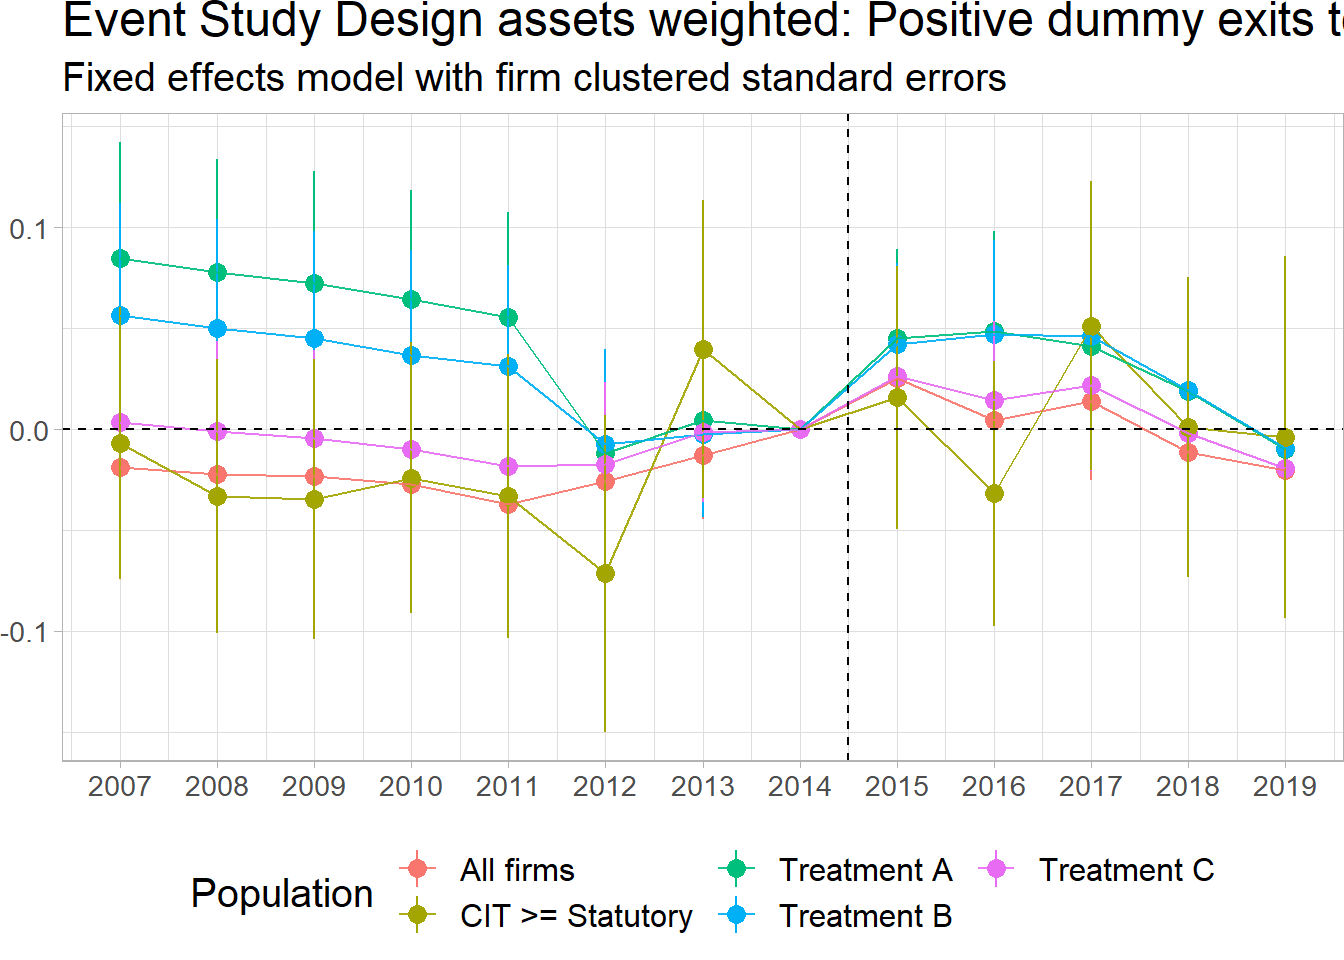 Event Study Design assets weighted: Positive dummy exits
Fixed effects model with firm clustered standard errors
0.1
0.0
-0.1
2007 2008 2009 2010 2011 2012 2013 2014 2015 2016 2017 2018 2019
Population
All firms
CIT >= Statutory
Treatment A
Treatment B
Treatment C